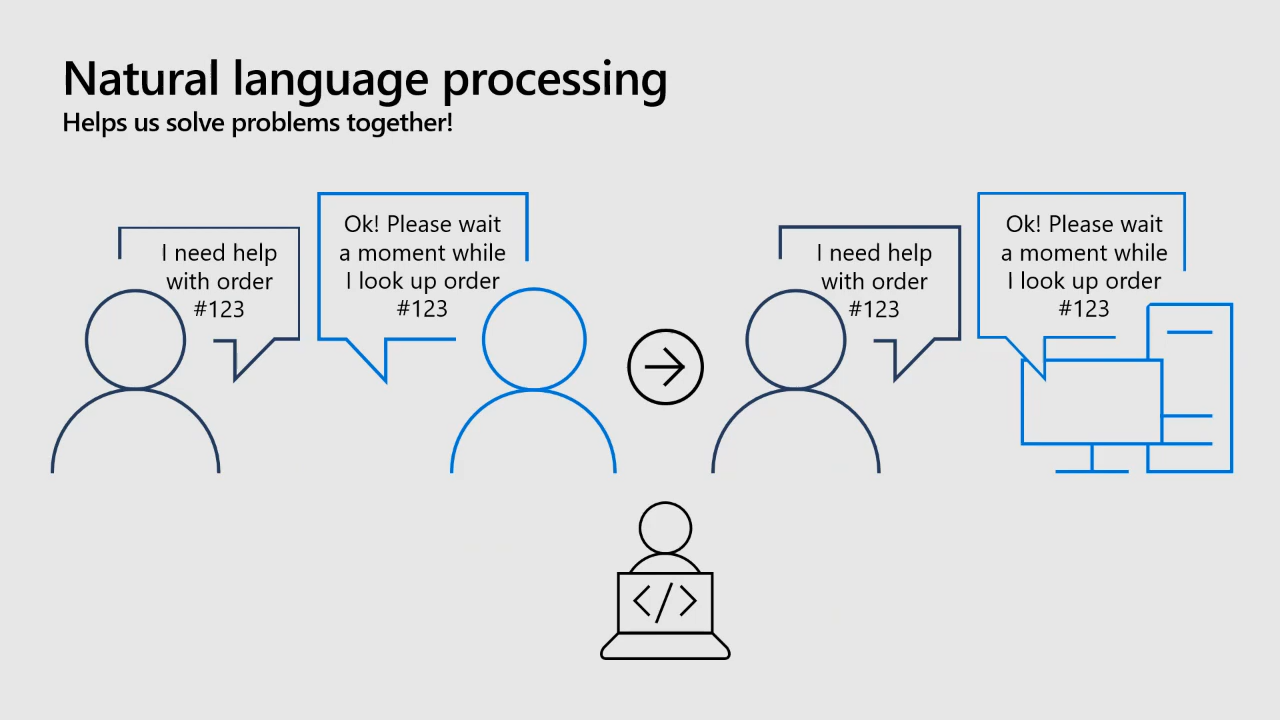 Natural language processing
Helps us solve problems together!
I need help
with order
#123
Ok! Please wait
a moment while
I look up order
#123
I need help
with order
#123
Ok! Please wait
a moment while
I look up order
#123
</>